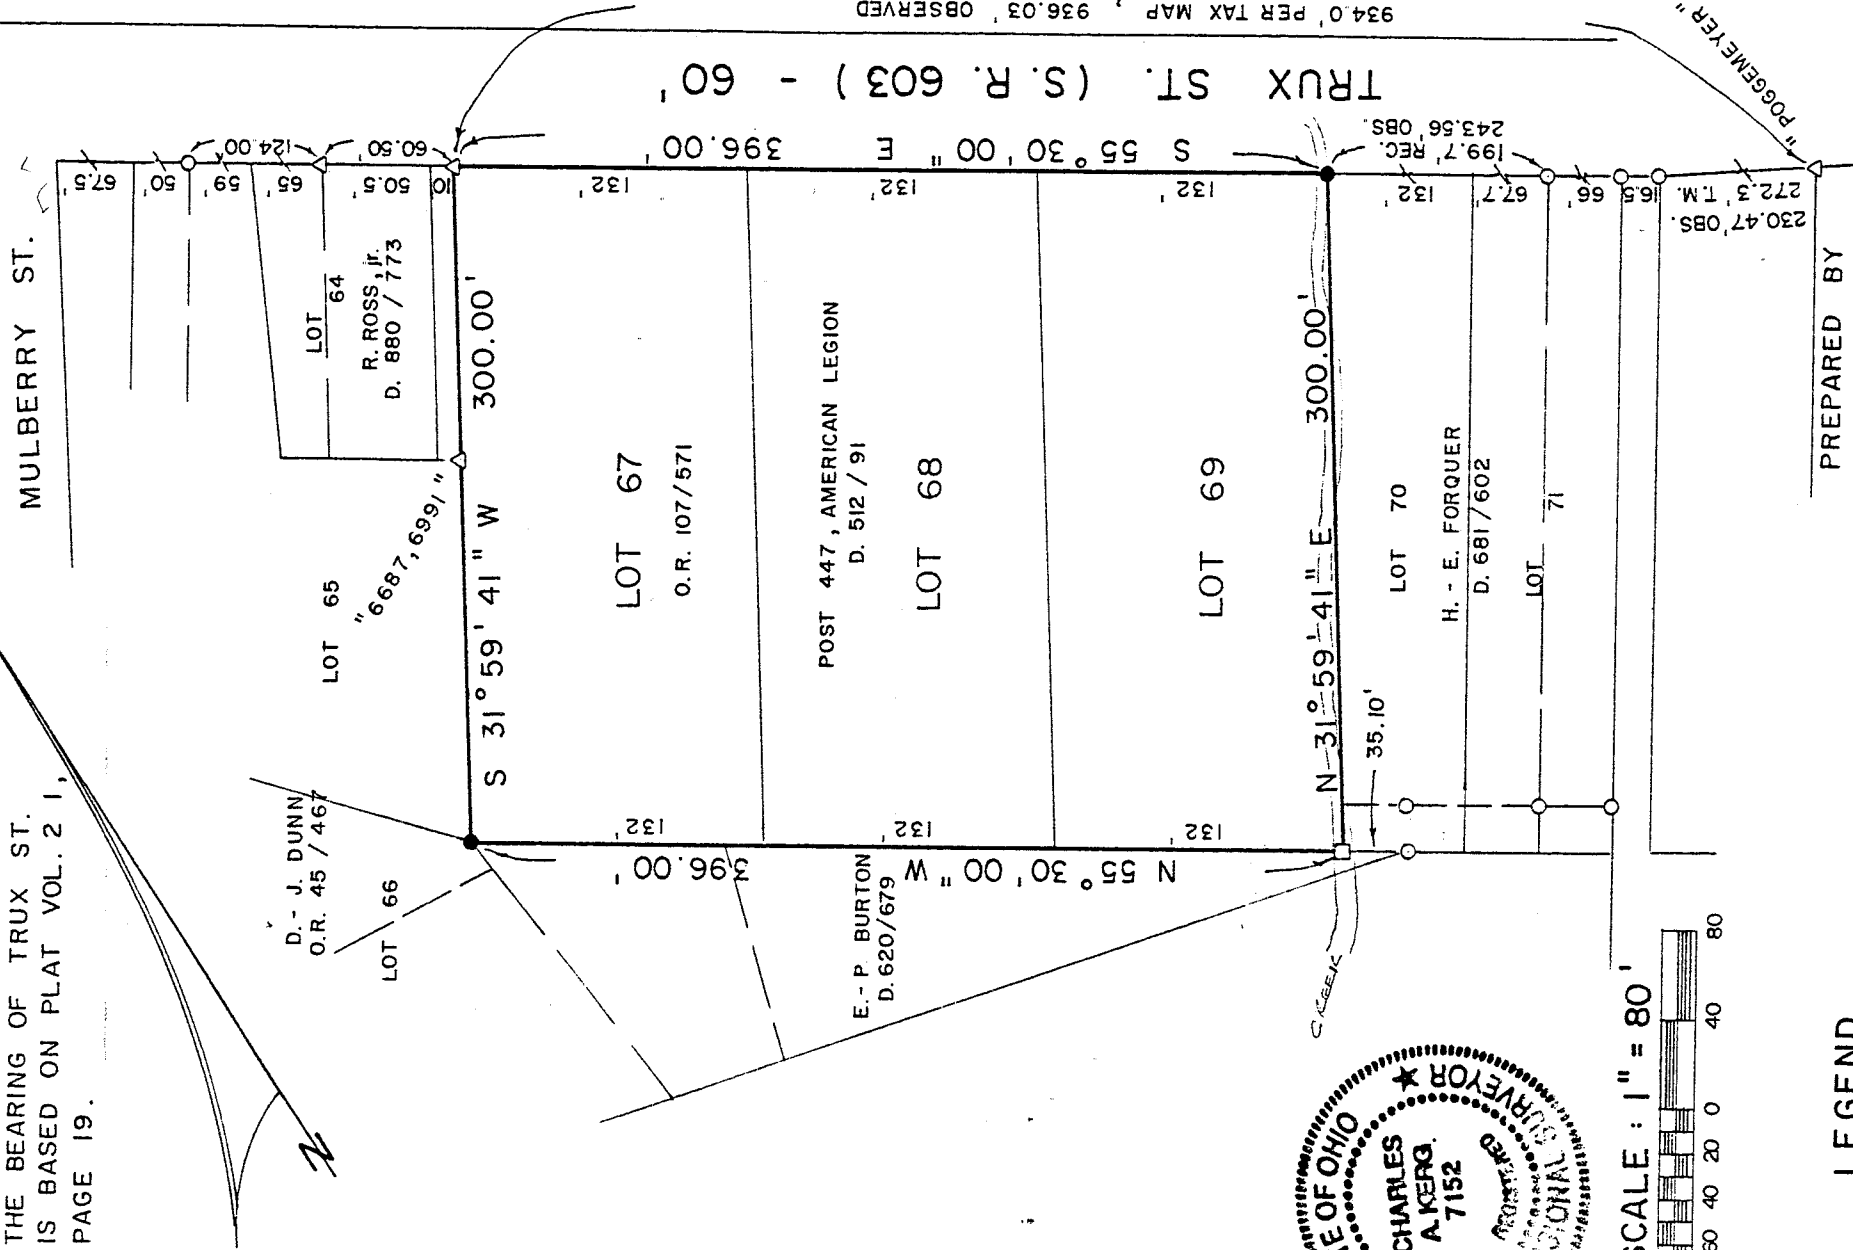 934.0' PER TAX MAP , 936.03' OBSERVED
"POGGEMEYER"
TRUX ST. (S. R. 603) - 60'
S 55° 30' 00" E 396.00'
199.7' REC.
243.56' OBS.
MULBERRY ST.
67.5'
50'
59'
124.00'
65'
60.50'
50.5'
10
132'
132'
132'
132'
67.7'
66'
16.5
272.3' T.M.
230.47' OBS.
LOT 64
R. ROSS, jr.
D. 880 / 773
S 31° 59' 41" W 300.00'
"6687,6991"
LOT 65
LOT 67
O.R. 107/571
POST 447, AMERICAN LEGION
D. 512 / 91
LOT 68
LOT 69
N 31° 59' 41" E 300.00'
LOT 70
H. - E. FORQUER
D. 681/602
LOT 71
35.10'
132'
132'
132'
N 55° 30' 00" W 396.00'
D. - J. DUNN
O.R. 45 / 467
LOT 66
E. - P. BURTON
D. 620/679
CREEK
THE BEARING OF TRUX ST.
IS BASED ON PLAT VOL. 21,
PAGE 19.
N
E OF OHIO
CHARLES
A. KERG.
7152
REGISTERED
SIONAL SURVEYOR
SCALE : 1" = 80'
60 40 20 0 40 80
PREPARED BY
LEGEND